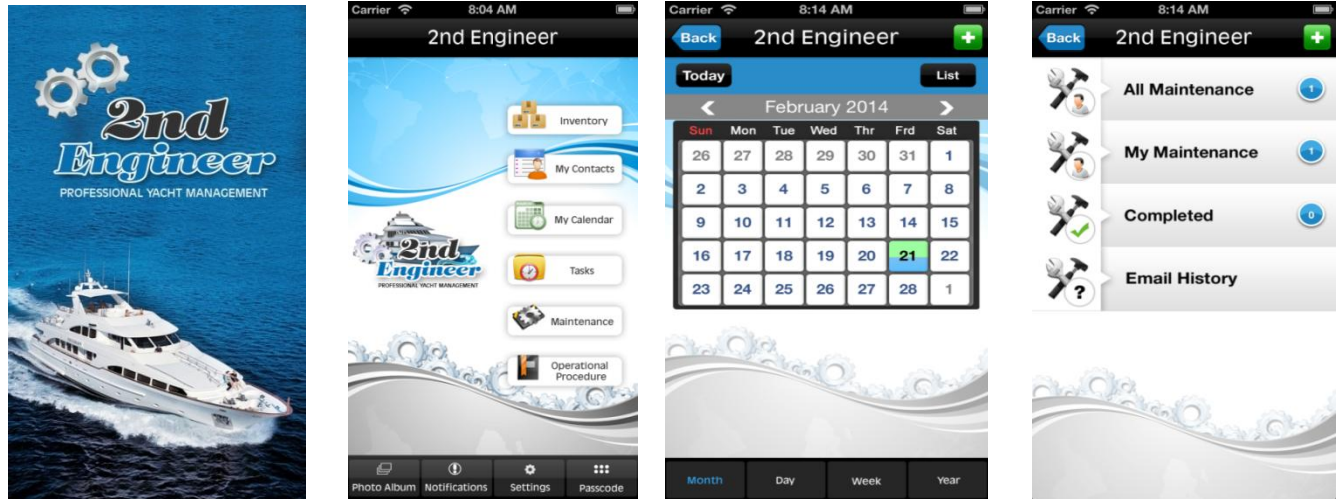 2nd
Engineer
PROFESSIONAL YACHT MANAGEMENT
Carrier 8:04 AM
2nd Engineer
Inventory
My Contacts
My Calendar
Tasks
Maintenance
Operational
Procedure
2nd
Engineer
PROFESSIONAL YACHT MANAGEMENT
Photo Album Notifications Settings Passcode
Carrier 8:14 AM
Back 2nd Engineer +
Today List
February 2014
Sun Mon Tue Wed Thr Frd Sat
26 27 28 29 30 31 1
2 3 4 5 6 7 8
9 10 11 12 13 14 15
16 17 18 19 20 21 22
23 24 25 26 27 28 1
Month Day Week Year
Carrier 8:14 AM
Back 2nd Engineer +
All Maintenance 1
My Maintenance 1
Completed 0
Email History
?